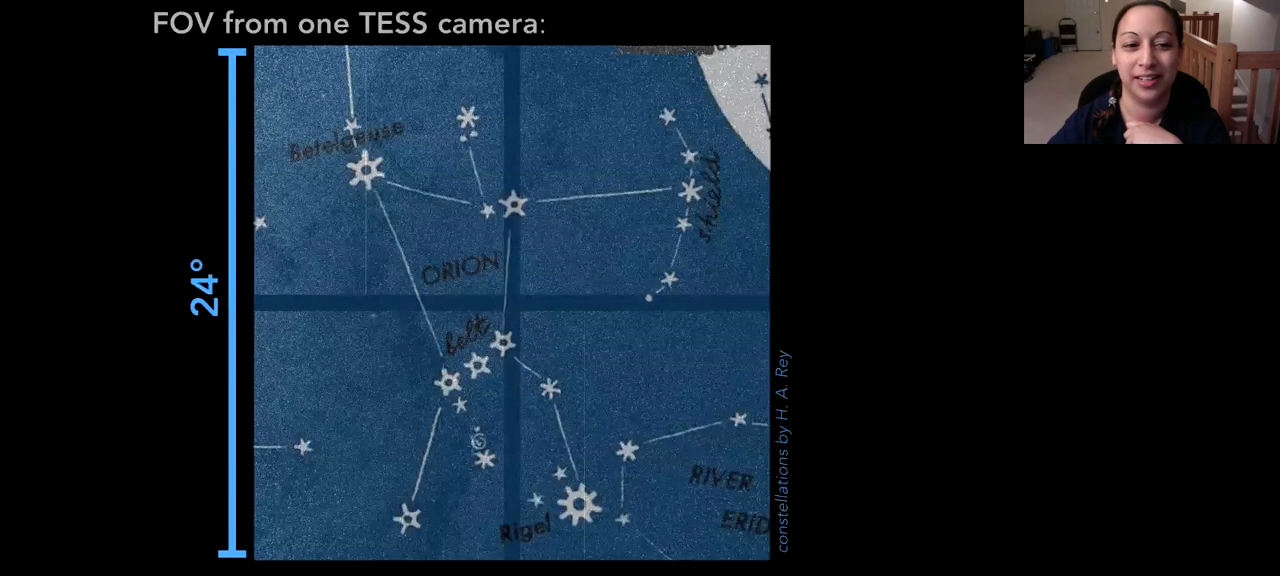 FOV from one TESS camera:
Betelgeuse
shield
ORION
24°
belt
constellations by H. A. Rey
RIVER
ERID
Rigel